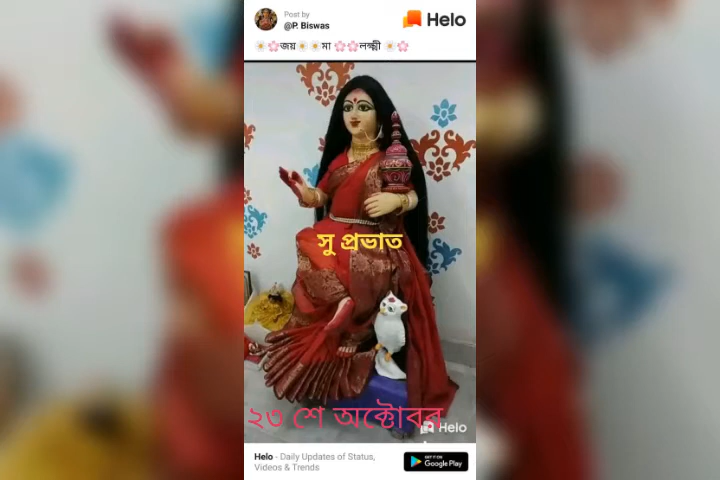 Post by
@P. Biswas
Helo
জয় মা লক্ষ্মী
সু প্রভাত
২৩ শে অক্টোবর
Helo
Helo - Daily Updates of Status,
Videos & Trends
GET IT ON
Google Play